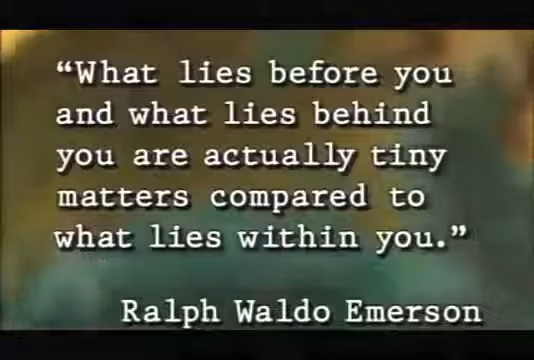 “What lies before you
and what lies behind
you are actually tiny
matters compared to
what lies within you.”
Ralph Waldo Emerson